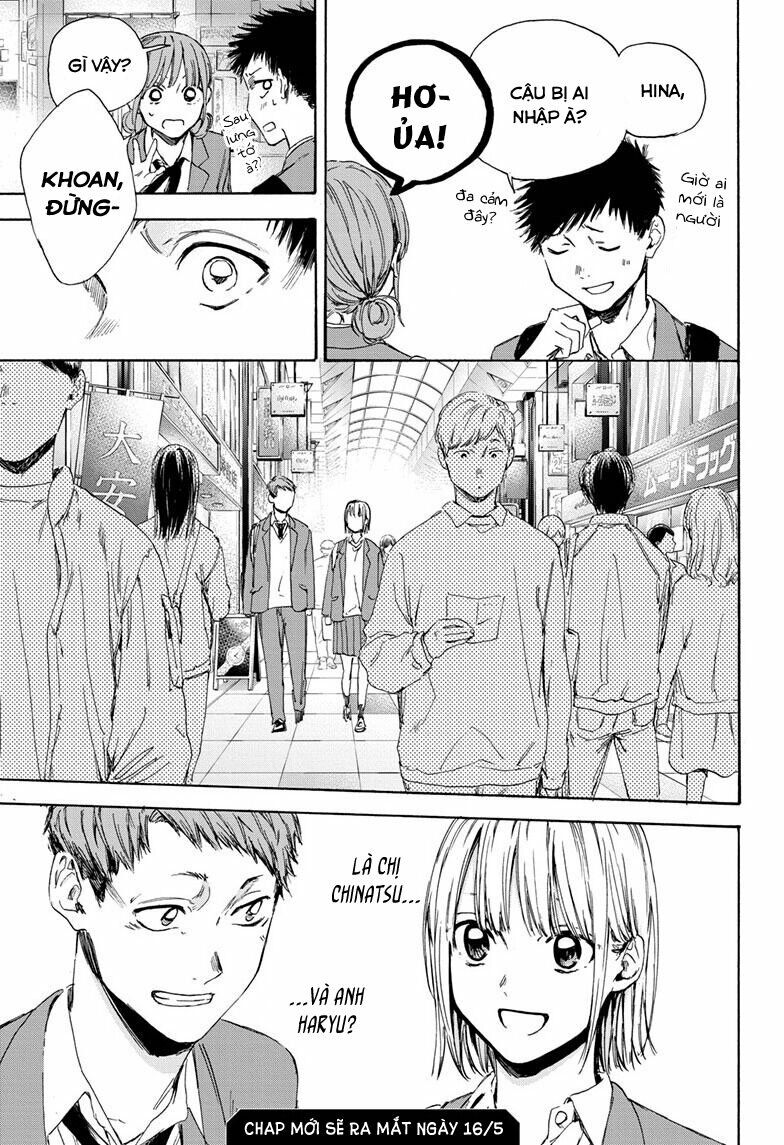 HINA,
CẬU BỊ AI
NHẬP À?
Giờ ai
mới là
người
đa cảm
đây?
HƠ-
ỦA!
GÌ VẬY?
Sau
lưng
tớ
à?
KHOAN,
ĐỪNG-
大安
ムーンドラッグ
LÀ CHỊ
CHINATSU...
...VÀ ANH
HARYU?
CHAP MỚI SẼ RA MẮT NGÀY 16/5